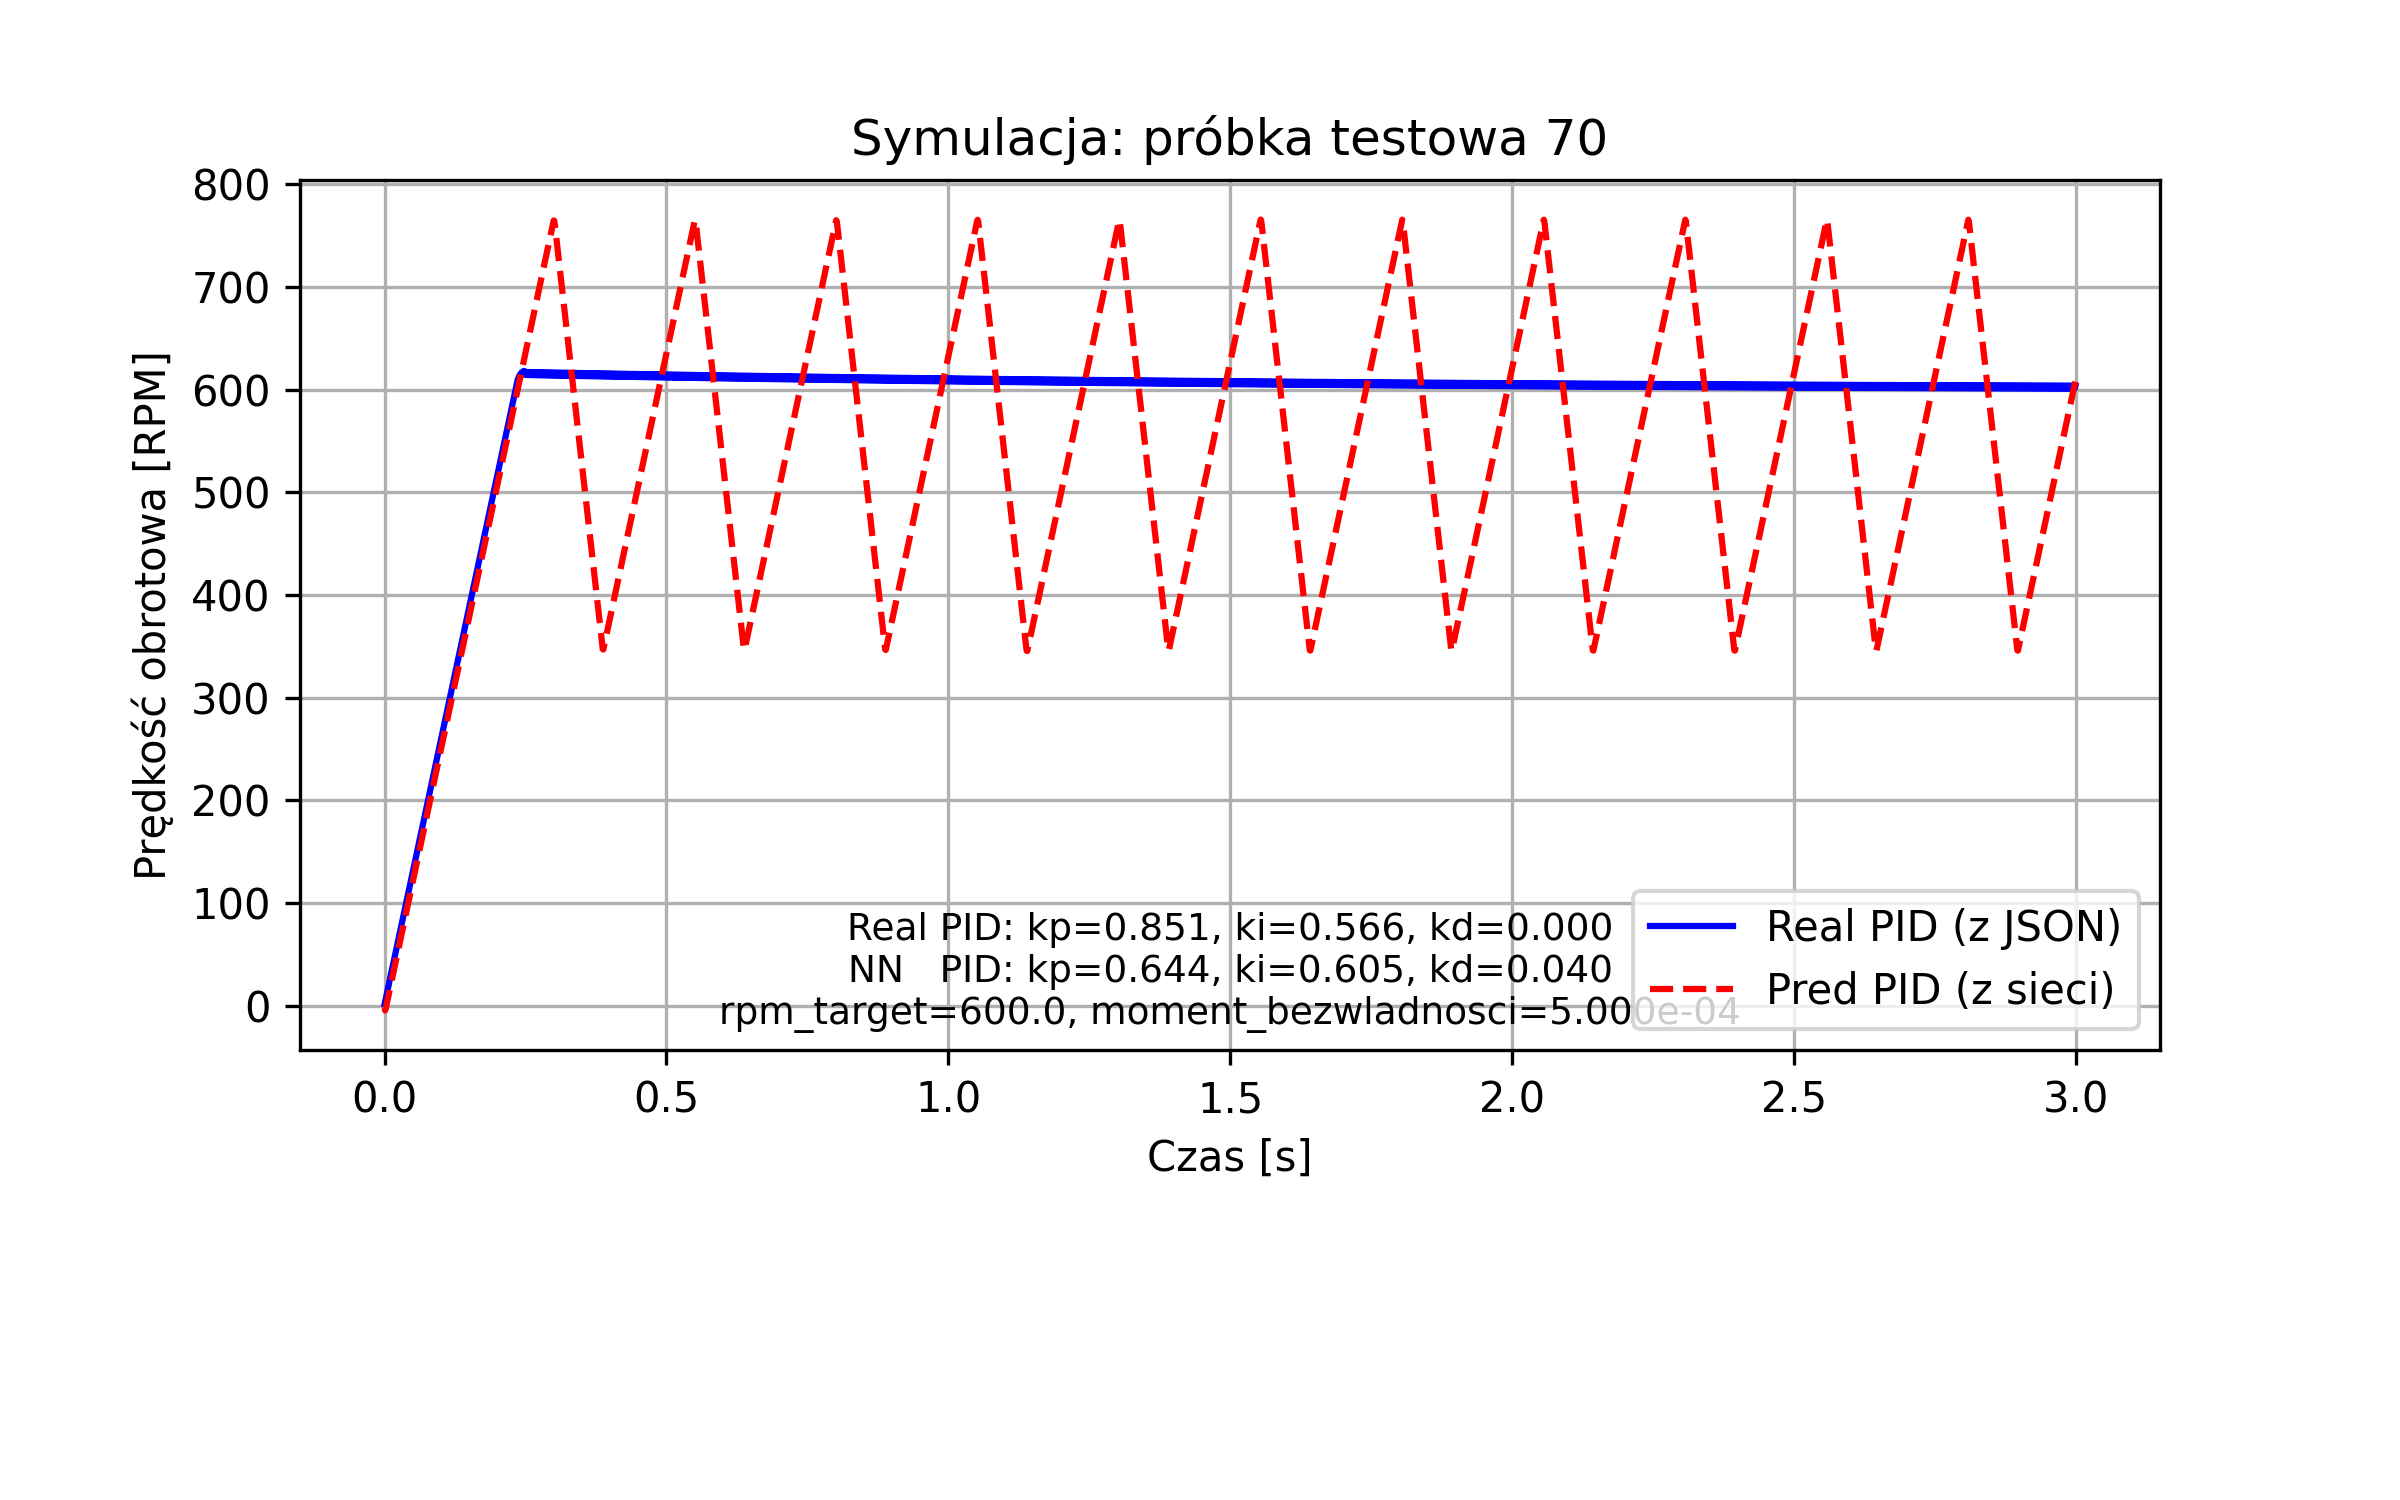 Symulacja: próbka testowa 70
Prędkość obrotowa [RPM]
800
700
600
500
400
300
200
100
0
Real PID: kp=0.851, ki=0.566, kd=0.000
NN   PID: kp=0.644, ki=0.605, kd=0.040
rpm_target=600.0, moment_bezwladnosci=5.000e-04
Real PID (z JSON)
Pred PID (z sieci)
0.0 0.5 1.0 1.5 2.0 2.5 3.0
Czas [s]